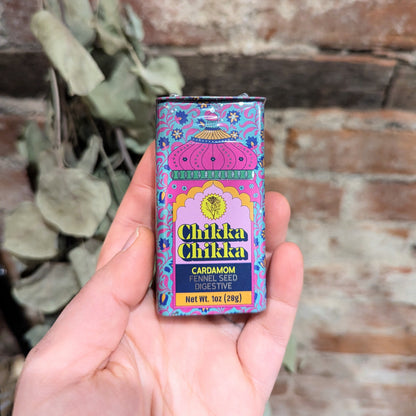 Chikka
Chikka
CARDAMOM
FENNEL SEED
DIGESTIVE
Net Wt. 1oz (28g)